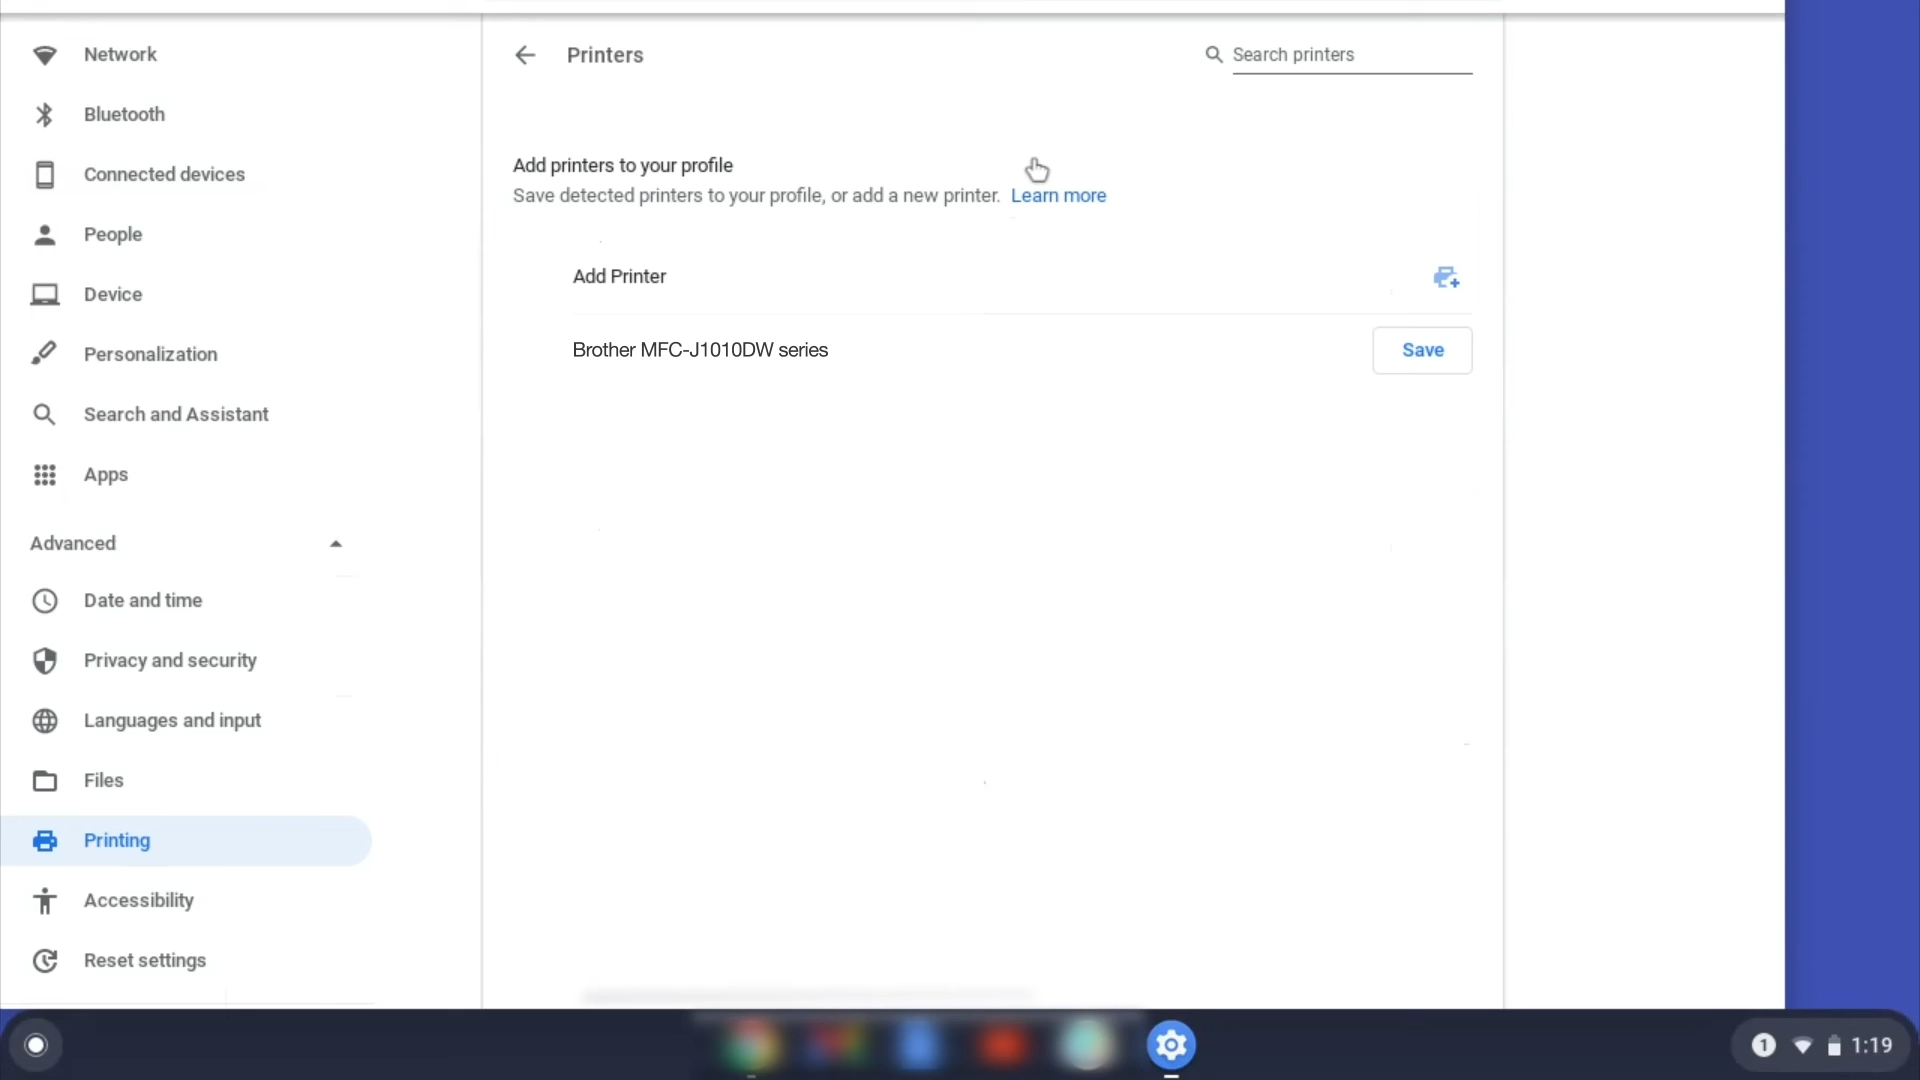 Network
Bluetooth
Connected devices
People
Device
Personalization
Search and Assistant
Apps
Advanced
Date and time
Privacy and security
Languages and input
Files
Printing
Accessibility
Reset settings
Printers
Search printers
Add printers to your profile
Save detected printers to your profile, or add a new printer. Learn more
Add Printer
Brother MFC-J1010DW series
Save
1
1:19